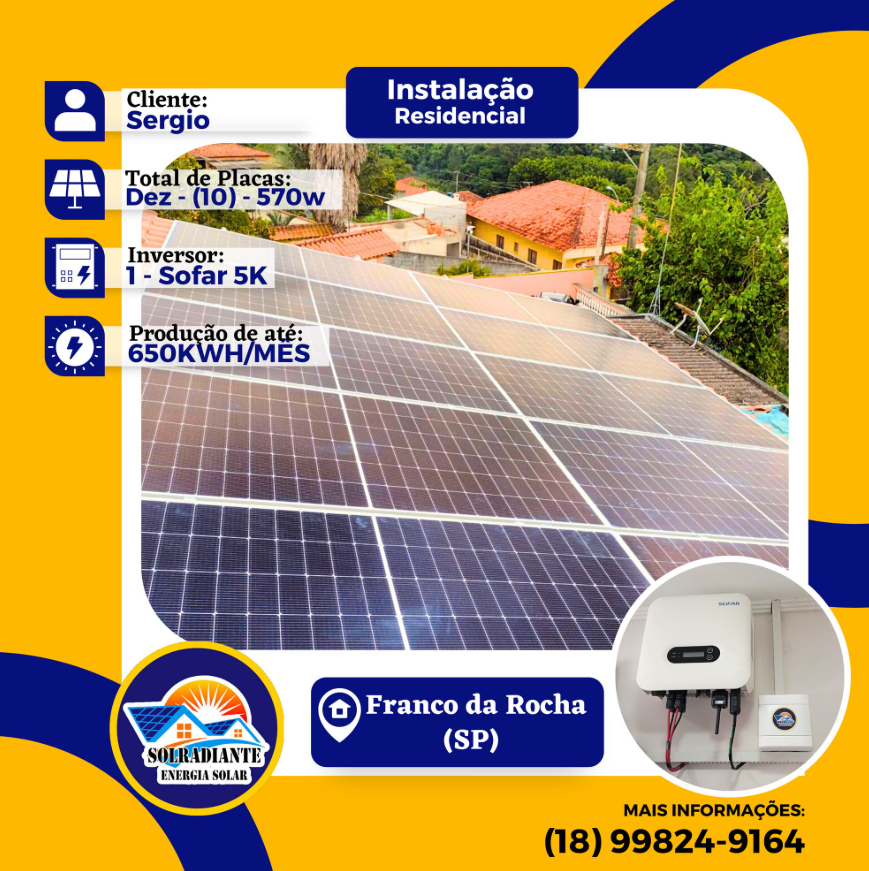 Instalação
Residencial
Cliente:
Sergio
Total de Placas:
Dez - (10) - 570w
Inversor:
1 - Sofar 5K
Produção de até:
650KWH/MÊS
SOFAR
SOLRADIANTE
ENERGIA SOLAR
Franco da Rocha
(SP)
MAIS INFORMAÇÕES:
(18) 99824-9164